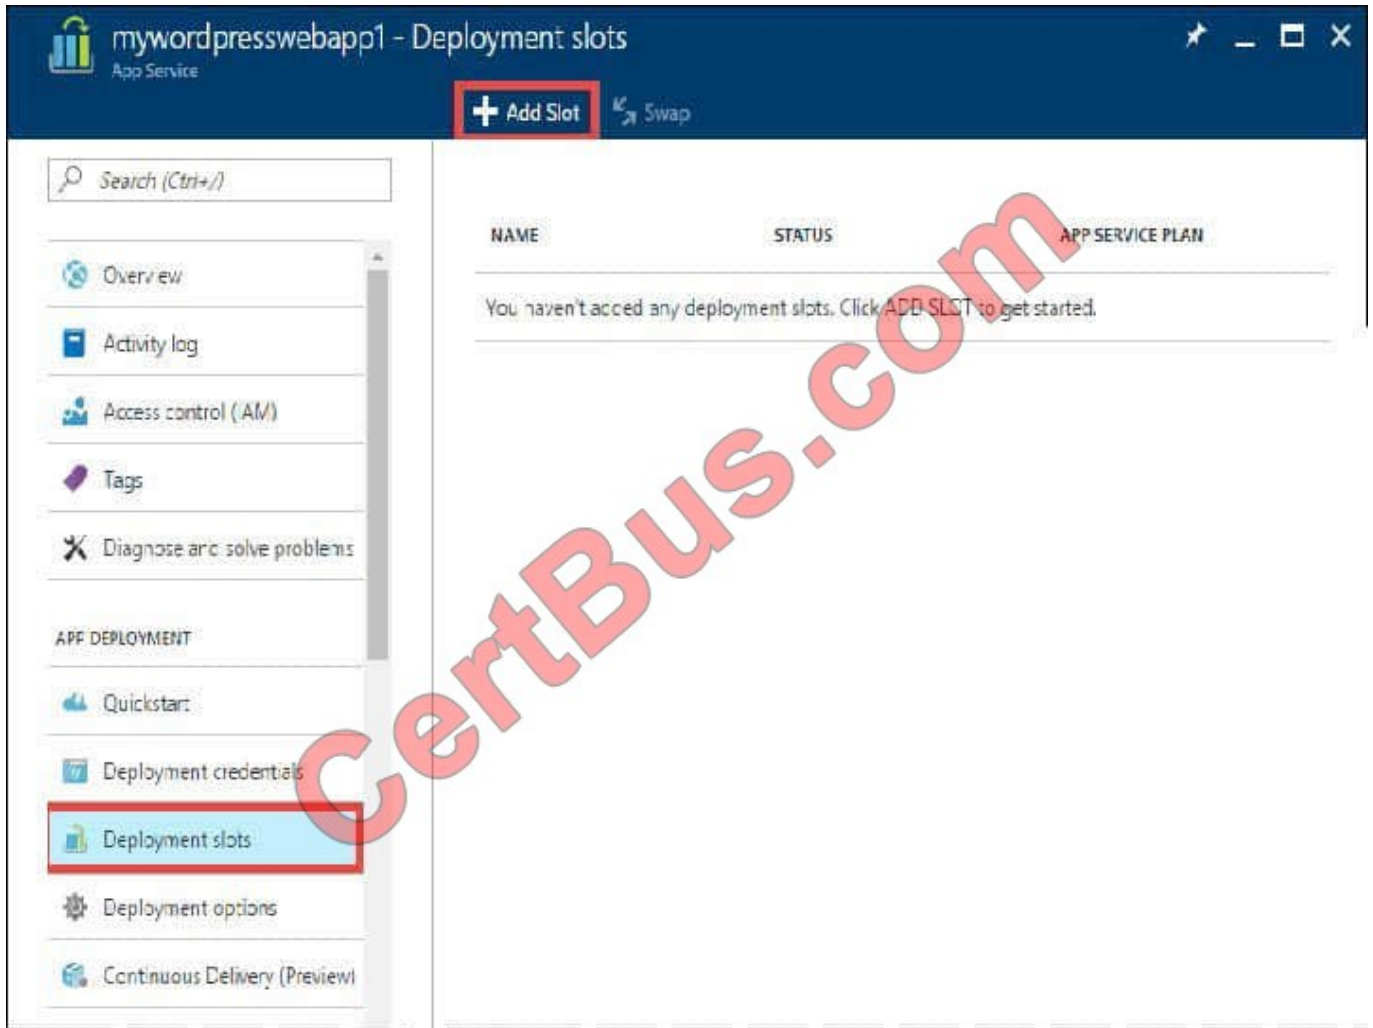 mywordpresswebapp1 - Deployment slots
App Service
Add Slot
Swap
Search (Ctrl+/)
NAME STATUS APP SERVICE PLAN
You haven't added any deployment slots. Click ADD SLOT to get started.
Overview
Activity log
Access control (IAM)
Tags
Diagnose and solve problems
APP DEPLOYMENT
Quickstart
Deployment credentials
Deployment slots
Deployment options
Continuous Delivery (Preview)
CertBus.com